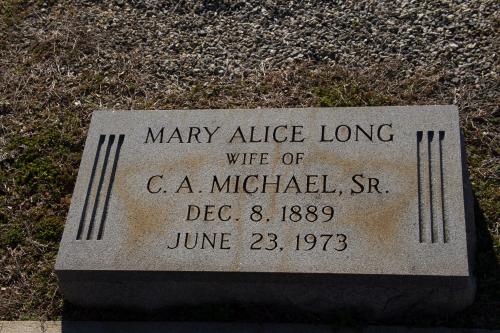 MARY ALICE LONG
WIFE OF
C. A. MICHAEL, SR.
DEC. 8, 1889
JUNE 23, 1973